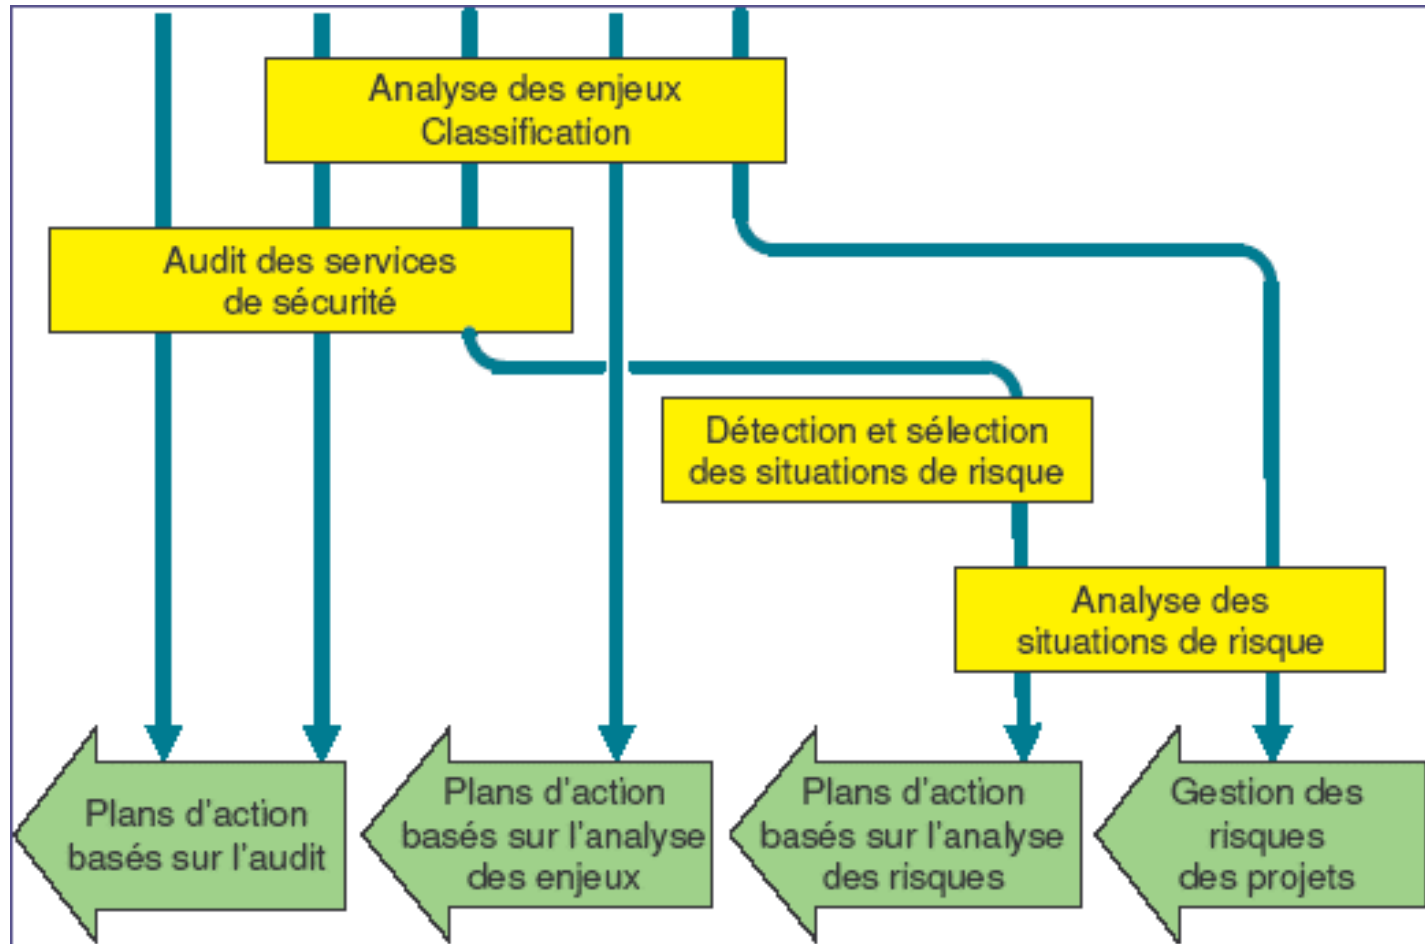 Analyse des enjeux
Classification
Audit des services
de sécurité
Détection et sélection
des situations de risque
Analyse des
situations de risque
Plans d'action
basés sur l'audit
Plans d'action
basés sur l'analyse
des enjeux
Plans d'action
basés sur l'analyse
des risques
Gestion des
risques
des projets